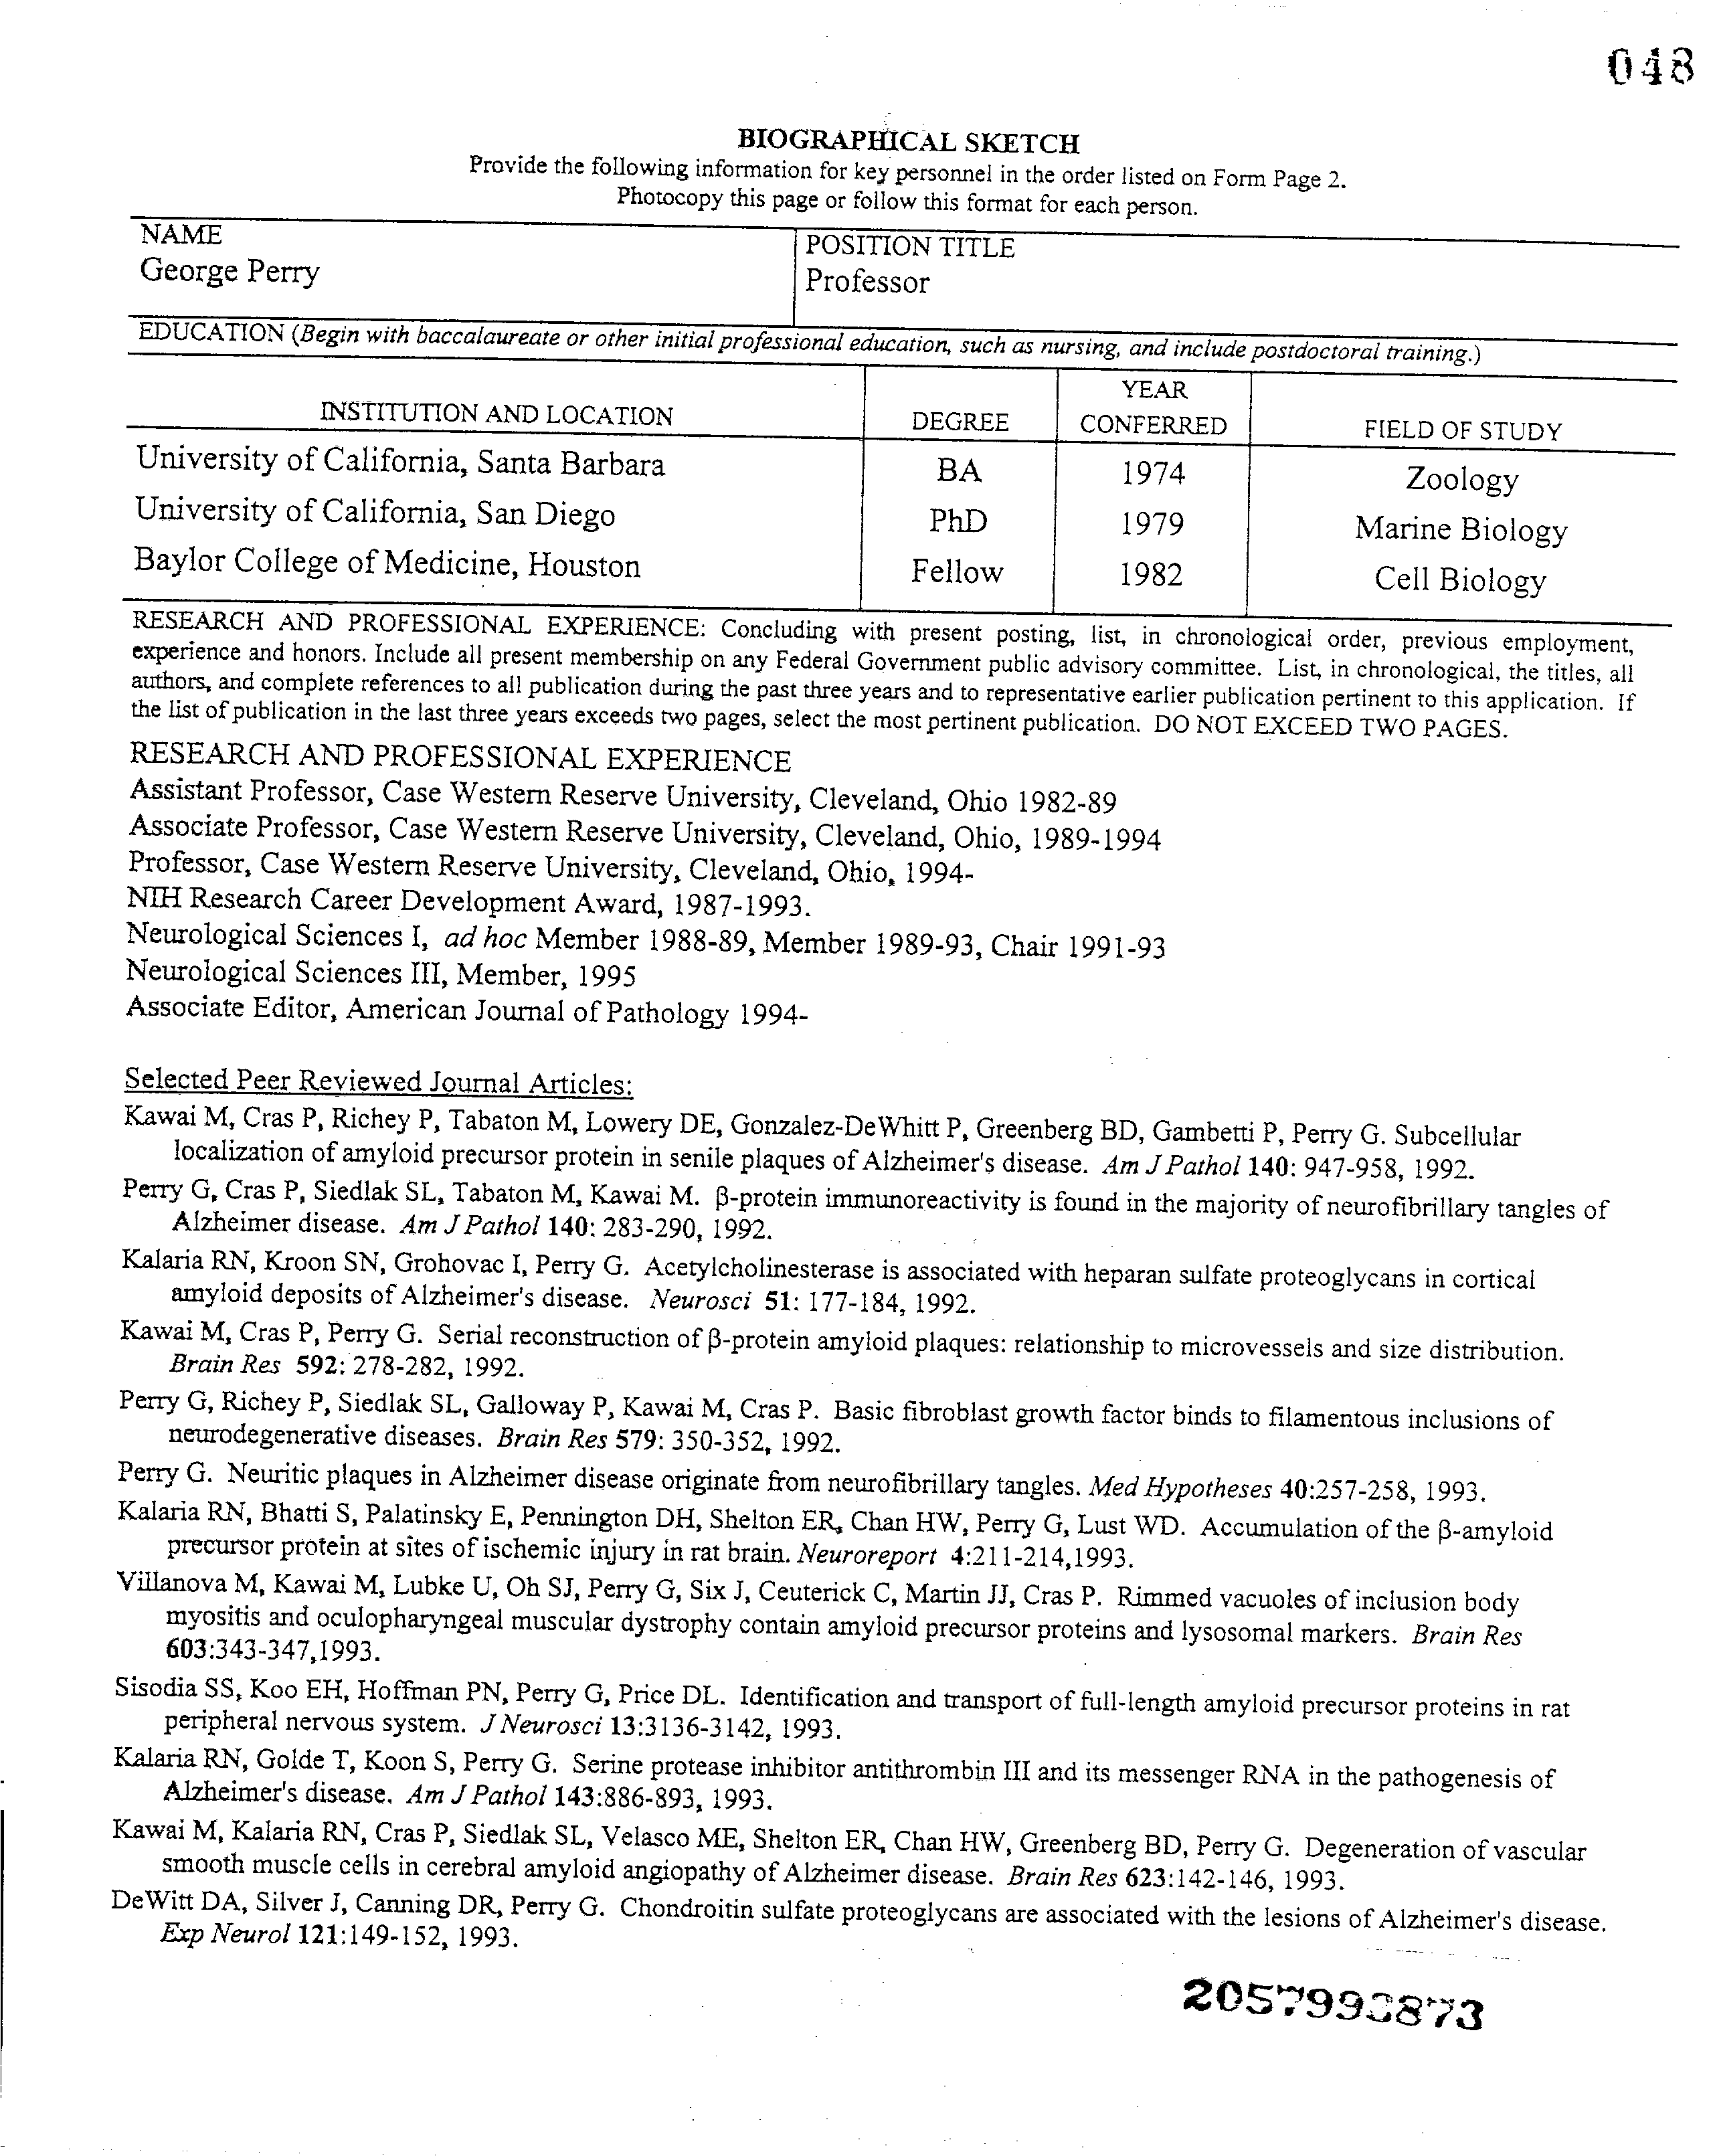 048
BIOGRAPHICAL SKETCH
Provide the following information for key personnel in the order listed on Form Page 2.
Photocopy this page or follow this format for each person.
NAME
George Perry
POSITION TITLE
Professor
EDUCATION (Begin with baccalaureate or other initial professional education, such as nursing, and include postdoctoral training.)
INSTITUTION AND LOCATION DEGREE YEAR CONFERRED FIELD OF STUDY
University of California, Santa Barbara BA 1974 Zoology
University of California, San Diego PhD 1979 Marine Biology
Baylor College of Medicine, Houston Fellow 1982 Cell Biology
RESEARCH AND PROFESSIONAL EXPERIENCE: Concluding with present posting, list, in chronological order, previous employment,
experience and honors. Include all present membership on any Federal Government public advisory committee. List, in chronological, the titles, all
authors, and complete references to all publication during the past three years and to representative earlier publication pertinent to this application. If
the list of publication in the last three years exceeds two pages, select the most pertinent publication. DO NOT EXCEED TWO PAGES.
RESEARCH AND PROFESSIONAL EXPERIENCE
Assistant Professor, Case Western Reserve University, Cleveland, Ohio 1982-89
Associate Professor, Case Western Reserve University, Cleveland, Ohio, 1989-1994
Professor, Case Western Reserve University, Cleveland, Ohio, 1994-
NIH Research Career Development Award, 1987-1993.
Neurological Sciences I, ad hoc Member 1988-89, Member 1989-93, Chair 1991-93
Neurological Sciences III, Member, 1995
Associate Editor, American Journal of Pathology 1994-
Selected Peer Reviewed Journal Articles:
Kawai M, Cras P, Richey P, Tabaton M, Lowery DE, Gonzalez-DeWhitt P, Greenberg BD, Gambetti P, Perry G. Subcellular
localization of amyloid precursor protein in senile plaques of Alzheimer's disease. Am J Pathol 140: 947-958, 1992.
Perry G, Cras P, Siedlak SL, Tabaton M, Kawai M. β-protein immunoreactivity is found in the majority of neurofibrillary tangles of
Alzheimer disease. Am J Pathol 140: 283-290, 1992.
Kalaria RN, Kroon SN, Grohovac I, Perry G. Acetylcholinesterase is associated with heparan sulfate proteoglycans in cortical
amyloid deposits of Alzheimer's disease. Neurosci 51: 177-184, 1992.
Kawai M, Cras P, Perry G. Serial reconstruction of β-protein amyloid plaques: relationship to microvessels and size distribution.
Brain Res 592: 278-282, 1992.
Perry G, Richey P, Siedlak SL, Galloway P, Kawai M, Cras P. Basic fibroblast growth factor binds to filamentous inclusions of
neurodegenerative diseases. Brain Res 579: 350-352, 1992.
Perry G. Neuritic plaques in Alzheimer disease originate from neurofibrillary tangles. Med Hypotheses 40:257-258, 1993.
Kalaria RN, Bhatti S, Palatinsky E, Pennington DH, Shelton ER, Chan HW, Perry G, Lust WD. Accumulation of the β-amyloid
precursor protein at sites of ischemic injury in rat brain. Neuroreport 4:211-214,1993.
Villanova M, Kawai M, Lubke U, Oh SJ, Perry G, Six J, Ceuterick C, Martin JJ, Cras P. Rimmed vacuoles of inclusion body
myositis and oculopharyngeal muscular dystrophy contain amyloid precursor proteins and lysosomal markers. Brain Res
603:343-347,1993.
Sisodia SS, Koo EH, Hoffman PN, Perry G, Price DL. Identification and transport of full-length amyloid precursor proteins in rat
peripheral nervous system. J Neurosci 13:3136-3142, 1993.
Kalaria RN, Golde T, Koon S, Perry G. Serine protease inhibitor antithrombin III and its messenger RNA in the pathogenesis of
Alzheimer's disease. Am J Pathol 143:886-893, 1993.
Kawai M, Kalaria RN, Cras P, Siedlak SL, Velasco ME, Shelton ER, Chan HW, Greenberg BD, Perry G. Degeneration of vascular
smooth muscle cells in cerebral amyloid angiopathy of Alzheimer disease. Brain Res 623:142-146, 1993.
DeWitt DA, Silver J, Canning DR, Perry G. Chondroitin sulfate proteoglycans are associated with the lesions of Alzheimer's disease.
Exp Neurol 121:149-152, 1993.
2057993873